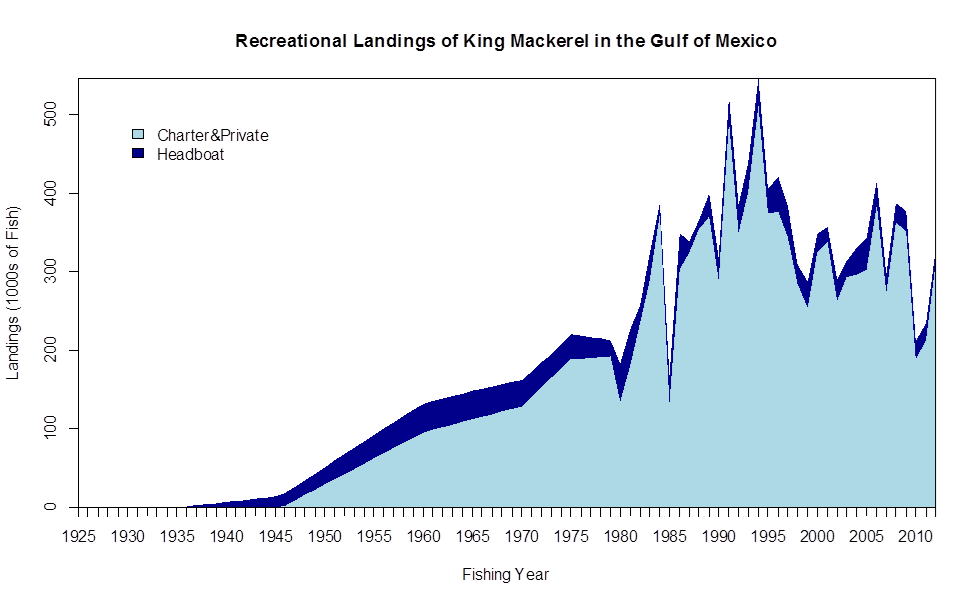 Recreational Landings of King Mackerel in the Gulf of Mexico
500
400
300
200
100
0
Landings (1000s of Fish)
Charter&Private
Headboat
1925 1930 1935 1940 1945 1950 1955 1960 1965 1970 1975 1980 1985 1990 1995 2000 2005 2010
Fishing Year